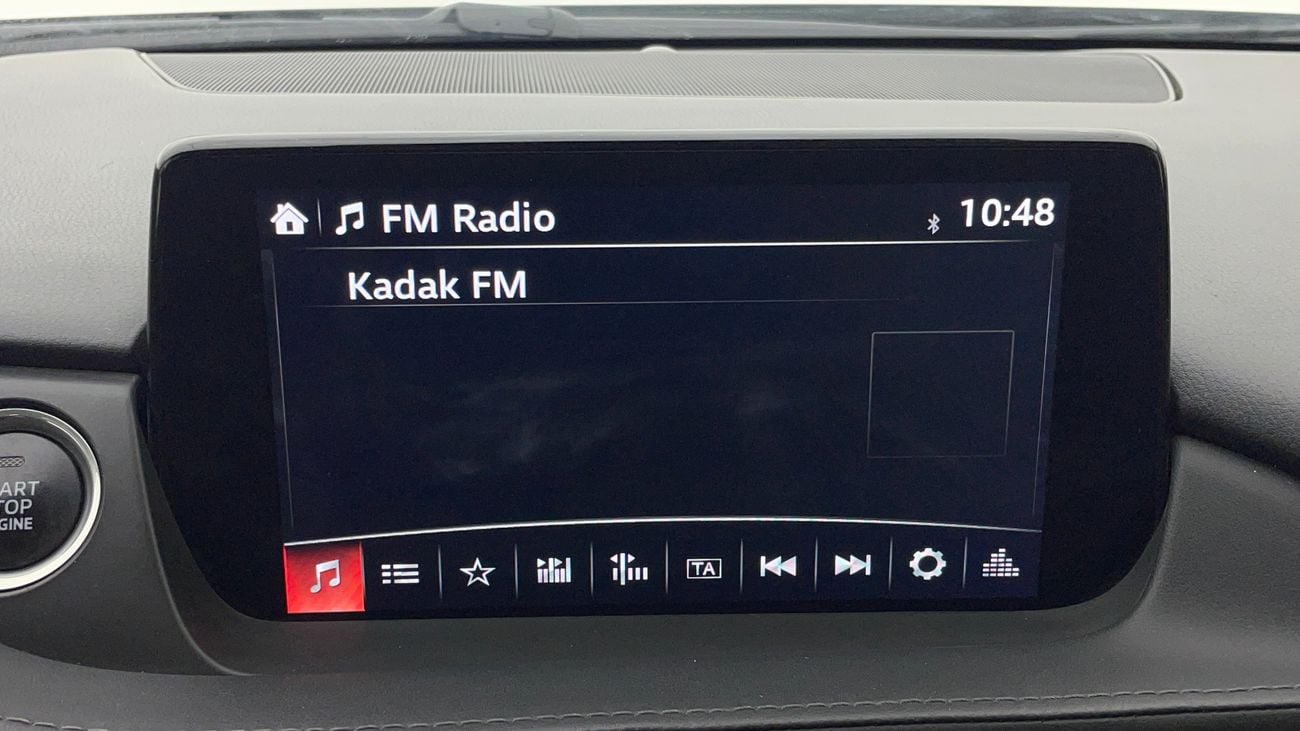 FM Radio
10:48
Kadak FM
ART
TOP
GINE
TA